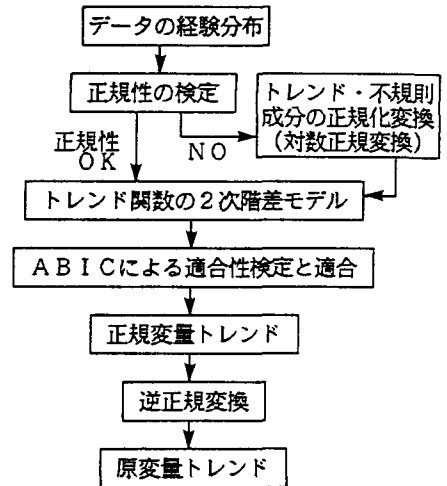 データの経験分布
正規性の検定
トレンド・不規則
成分の正規化変換
(対数正規変換)
正規性
OK
NO
トレンド関数の2次階差モデル
ABICによる適合性検定と適合
正規変量トレンド
逆正規変換
原変量トレンド